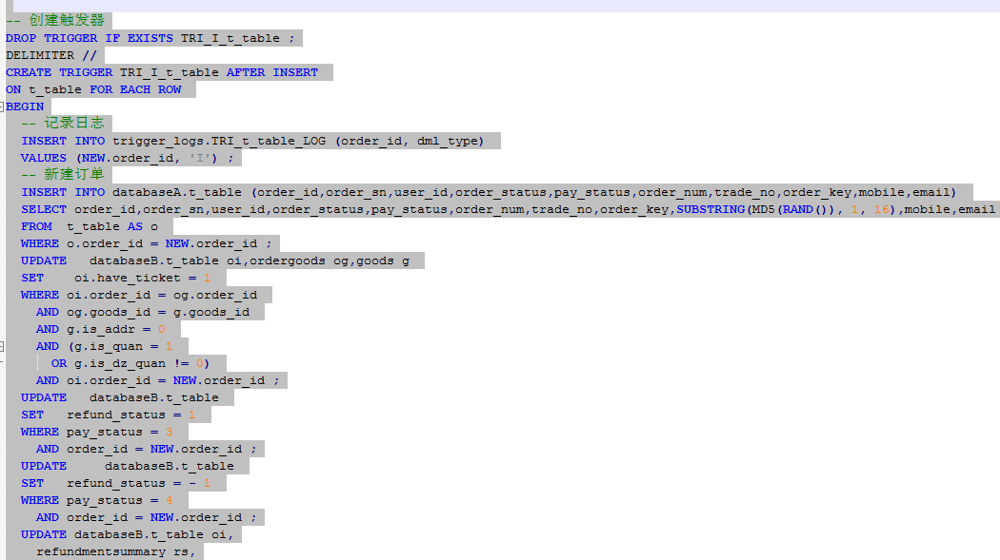 -- 创建触发器
DROP TRIGGER IF EXISTS TRI_I_t_table ;
DELIMITER //
CREATE TRIGGER TRI_I_t_table AFTER INSERT
ON t_table FOR EACH ROW
BEGIN
-- 记录日志
INSERT INTO trigger_logs.TRI_t_table_LOG (order_id, dml_type)
VALUES (NEW.order_id, 'I') ;
-- 新建订单
INSERT INTO databaseA.t_table (order_id,order_sn,user_id,order_status,pay_status,order_num,trade_no,order_key,mobile,email)
SELECT order_id,order_sn,user_id,order_status,pay_status,order_num,trade_no,order_key,SUBSTRING(MD5(RAND()), 1, 16),mobile,email
FROM t_table AS o
WHERE o.order_id = NEW.order_id ;
UPDATE databaseB.t_table oi,ordergoods og,goods g
SET oi.have_ticket = 1
WHERE oi.order_id = og.order_id
AND og.goods_id = g.goods_id
AND g.is_addr = 0
AND (g.is_quan = 1
OR g.is_dz_quan != 0)
AND oi.order_id = NEW.order_id ;
UPDATE databaseB.t_table
SET refund_status = 1
WHERE pay_status = 3
AND order_id = NEW.order_id ;
UPDATE databaseB.t_table
SET refund_status = - 1
WHERE pay_status = 4
AND order_id = NEW.order_id ;
UPDATE databaseB.t_table oi,
refundmentsummary rs,